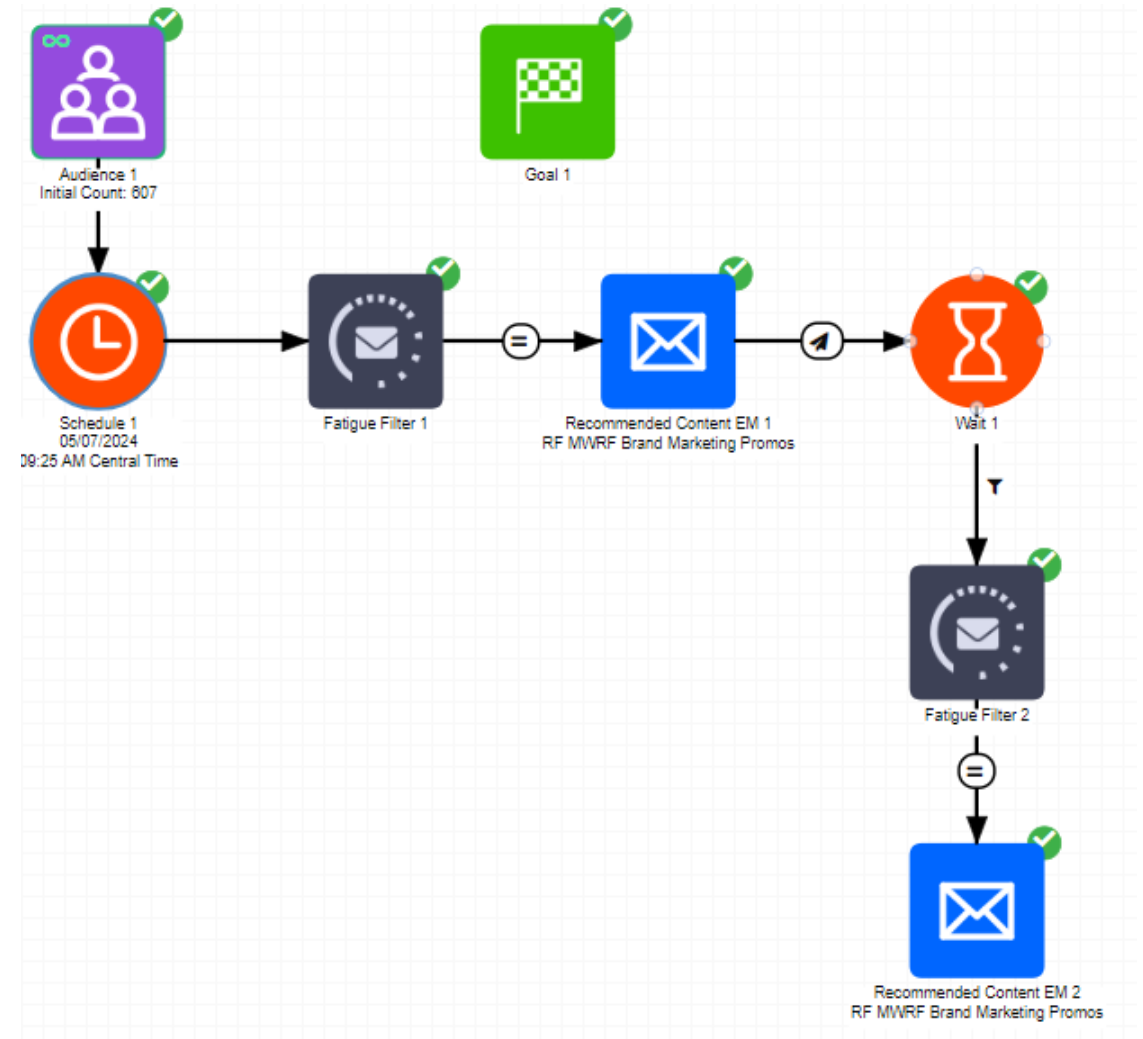 Audience 1
Initial Count: 607
Goal 1
Schedule 1
05/07/2024
09:25 AM Central Time
Fatigue Filter 1
Recommended Content EM 1
RF MWRF Brand Marketing Promos
Wait 1
Fatigue Filter 2
Recommended Content EM 2
RF MWRF Brand Marketing Promos